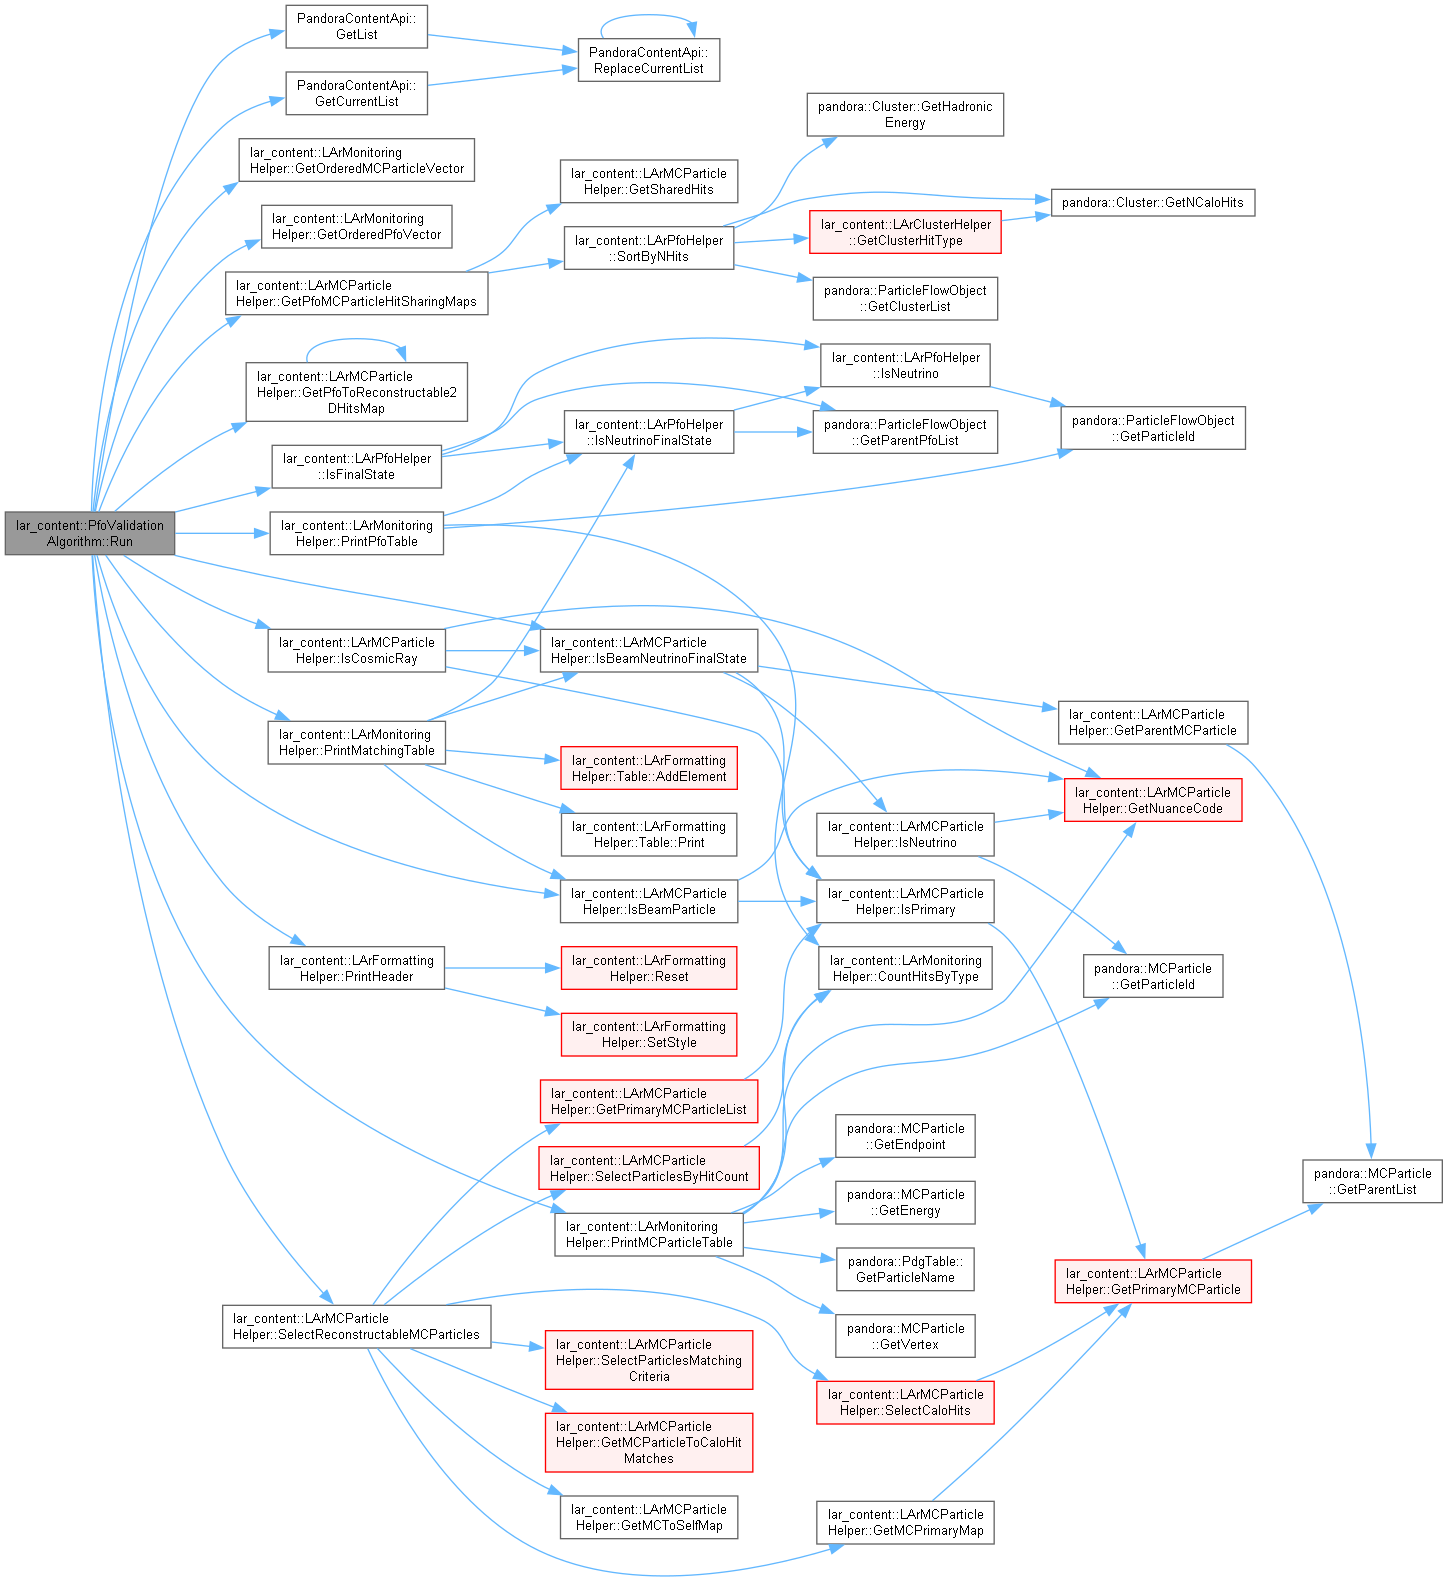 PandoraContentApi::
GetList
PandoraContentApi::
ReplaceCurrentList
PandoraContentApi::
GetCurrentList
pandora::Cluster::GetHadronic
Energy
lar_content::LArMonitoring
Helper::GetOrderedMCParticleVector
lar_content::LArMCParticle
Helper::GetSharedHits
pandora::Cluster::GetNCaloHits
lar_content::LArMonitoring
Helper::GetOrderedPfoVector
lar_content::LArPfoHelper
::SortByNHits
lar_content::LArClusterHelper
::GetClusterHitType
lar_content::LArMCParticle
Helper::GetPfoMCParticleHitSharingMaps
pandora::ParticleFlowObject
::GetClusterList
lar_content::LArMCParticle
Helper::GetPfoToReconstructable2
DHitsMap
lar_content::LArPfoHelper
::IsNeutrino
lar_content::LArPfoHelper
::IsNeutrinoFinalState
pandora::ParticleFlowObject
::GetParentPfoList
pandora::ParticleFlowObject
::GetParticleId
lar_content::LArPfoHelper
::IsFinalState
lar_content::PfoValidation
Algorithm::Run
lar_content::LArMonitoring
Helper::PrintPfoTable
lar_content::LArMCParticle
Helper::IsCosmicRay
lar_content::LArMCParticle
Helper::IsBeamNeutrinoFinalState
lar_content::LArMCParticle
Helper::GetParentMCParticle
lar_content::LArMonitoring
Helper::PrintMatchingTable
lar_content::LArFormatting
Helper::Table::AddElement
lar_content::LArMCParticle
Helper::GetNuanceCode
lar_content::LArFormatting
Helper::Table::Print
lar_content::LArMCParticle
Helper::IsNeutrino
lar_content::LArMCParticle
Helper::IsBeamParticle
lar_content::LArMCParticle
Helper::IsPrimary
lar_content::LArFormatting
Helper::PrintHeader
lar_content::LArFormatting
Helper::Reset
lar_content::LArMonitoring
Helper::CountHitsByType
pandora::MCParticle
::GetParticleId
lar_content::LArFormatting
Helper::SetStyle
lar_content::LArMCParticle
Helper::GetPrimaryMCParticleList
pandora::MCParticle
::GetEndpoint
lar_content::LArMCParticle
Helper::SelectParticlesByHitCount
pandora::MCParticle
::GetParentList
pandora::MCParticle
::GetEnergy
lar_content::LArMonitoring
Helper::PrintMCParticleTable
pandora::PdgTable::
GetParticleName
lar_content::LArMCParticle
Helper::GetPrimaryMCParticle
lar_content::LArMCParticle
Helper::SelectReconstructableMCParticles
pandora::MCParticle
::GetVertex
lar_content::LArMCParticle
Helper::SelectParticlesMatching
Criteria
lar_content::LArMCParticle
Helper::SelectCaloHits
lar_content::LArMCParticle
Helper::GetMCParticleToCaloHit
Matches
lar_content::LArMCParticle
Helper::GetMCToSelfMap
lar_content::LArMCParticle
Helper::GetMCPrimaryMap